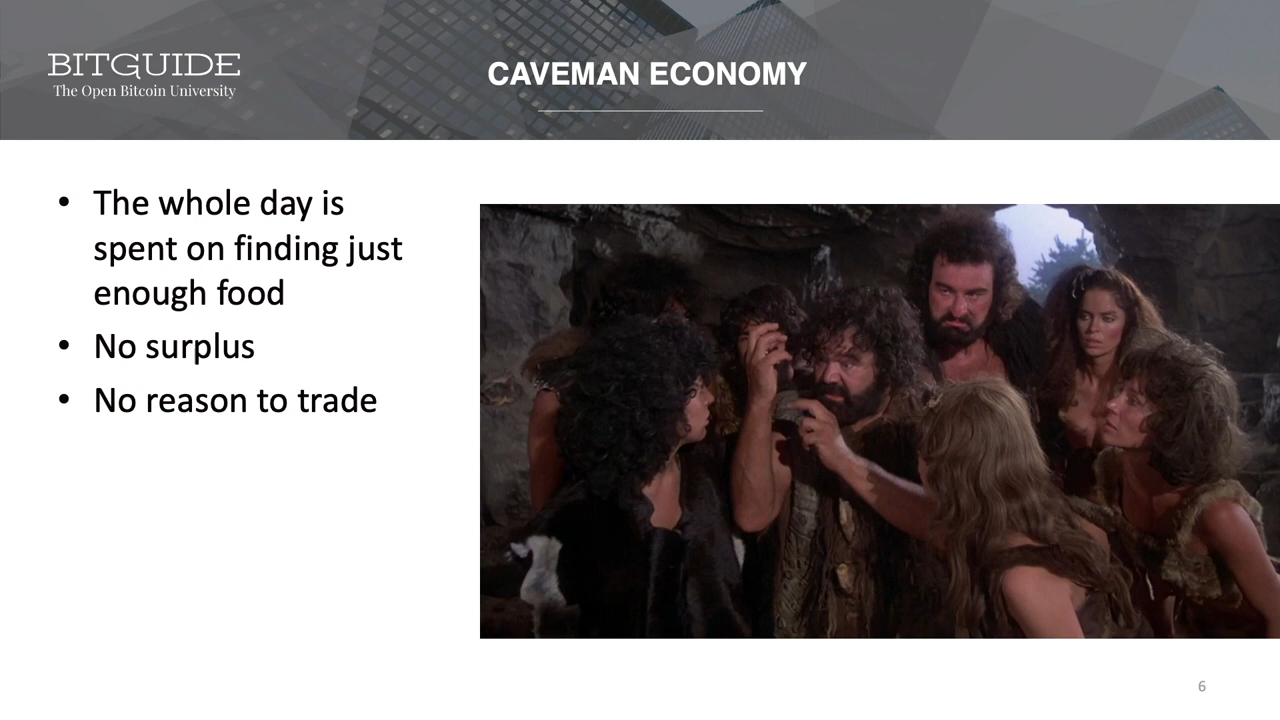 BITGUIDE
The Open Bitcoin University
CAVEMAN ECONOMY
• The whole day is
spent on finding just
enough food
• No surplus
• No reason to trade
6